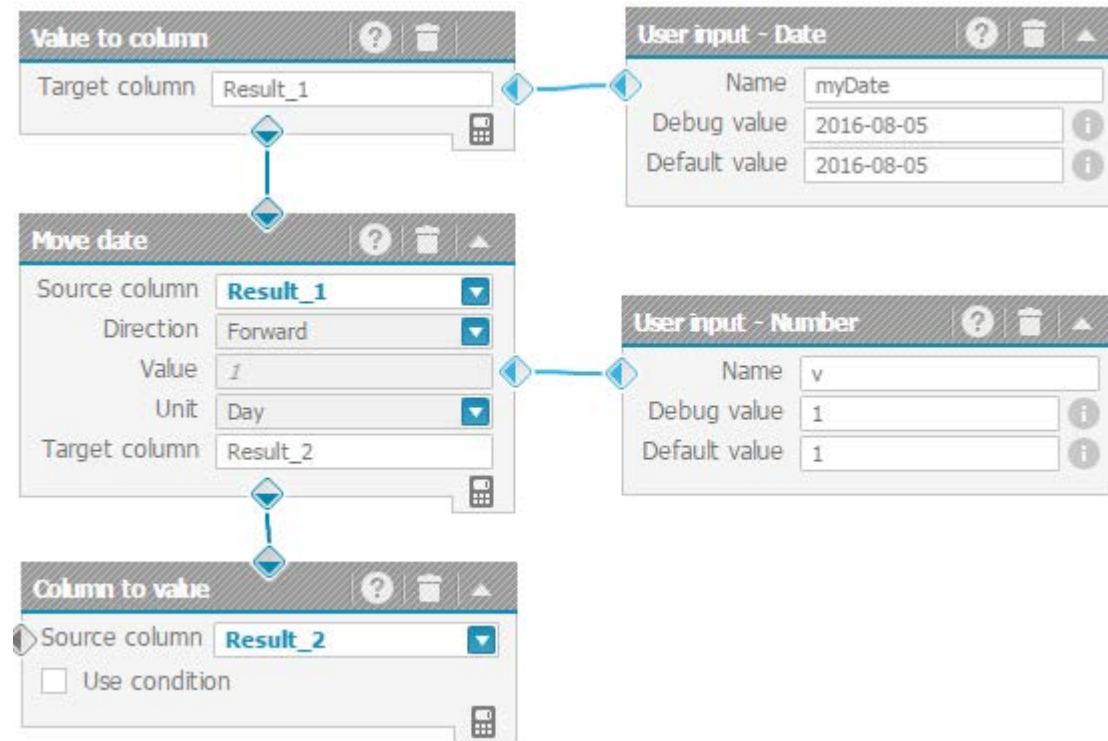 Value to column
Target column Result_1
User input - Date
Name myDate
Debug value 2016-08-05
Default value 2016-08-05
Move date
Source column Result_1
Direction Forward
Value 1
Unit Day
Target column Result_2
User input - Number
Name v
Debug value 1
Default value 1
Column to value
Source column Result_2
Use condition